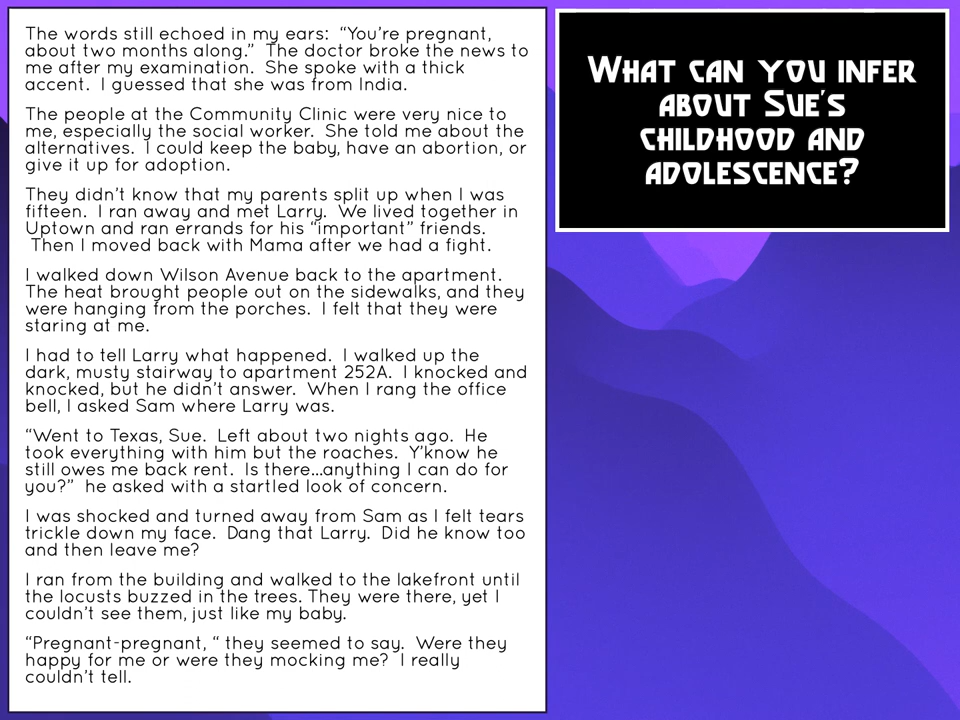 The words still echoed in my ears:  “You’re pregnant,
about two months along.”  The doctor broke the news to
me after my examination.  She spoke with a thick
accent.  I guessed that she was from India.
The people at the Community Clinic were very nice to
me, especially the social worker.  She told me about the
alternatives.  I could keep the baby, have an abortion, or
give it up for adoption.
They didn’t know that my parents split up when I was
fifteen.  I ran away and met Larry.  We lived together in
Uptown and ran errands for his “important” friends.
Then I moved back with Mama after we had a fight.
I walked down Wilson Avenue back to the apartment.
The heat brought people out on the sidewalks, and they
were hanging from the porches.  I felt that they were
staring at me.
I had to tell Larry what happened.  I walked up the
dark, musty stairway to apartment 252A.  I knocked and
knocked, but he didn’t answer.  When I rang the office
bell, I asked Sam where Larry was.
“Went to Texas, Sue.  Left about two nights ago.  He
took everything with him but the roaches.  Y’know he
still owes me back rent.  Is there...anything I can do for
you?”  he asked with a startled look of concern.
I was shocked and turned away from Sam as I felt tears
trickle down my face.  Dang that Larry.  Did he know too
and then leave me?
I ran from the building and walked to the lakefront until
the locusts buzzed in the trees. They were there, yet I
couldn’t see them, just like my baby.
“Pregnant-pregnant, “ they seemed to say.  Were they
happy for me or were they mocking me?  I really
couldn’t tell.
What can you infer
about Sue's
childhood and
adolescence?